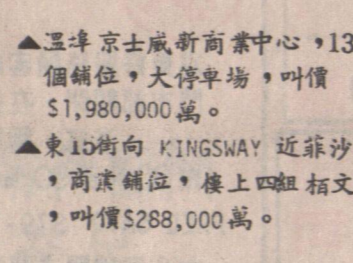 ▲溫埠京士威新商業中心，13
個鋪位，大停車場，叫價
$1,980,000萬。
▲東15街向 KINGSWAY 近菲沙
，商業鋪位，樓上四組柏文
，叫價$288,000萬。